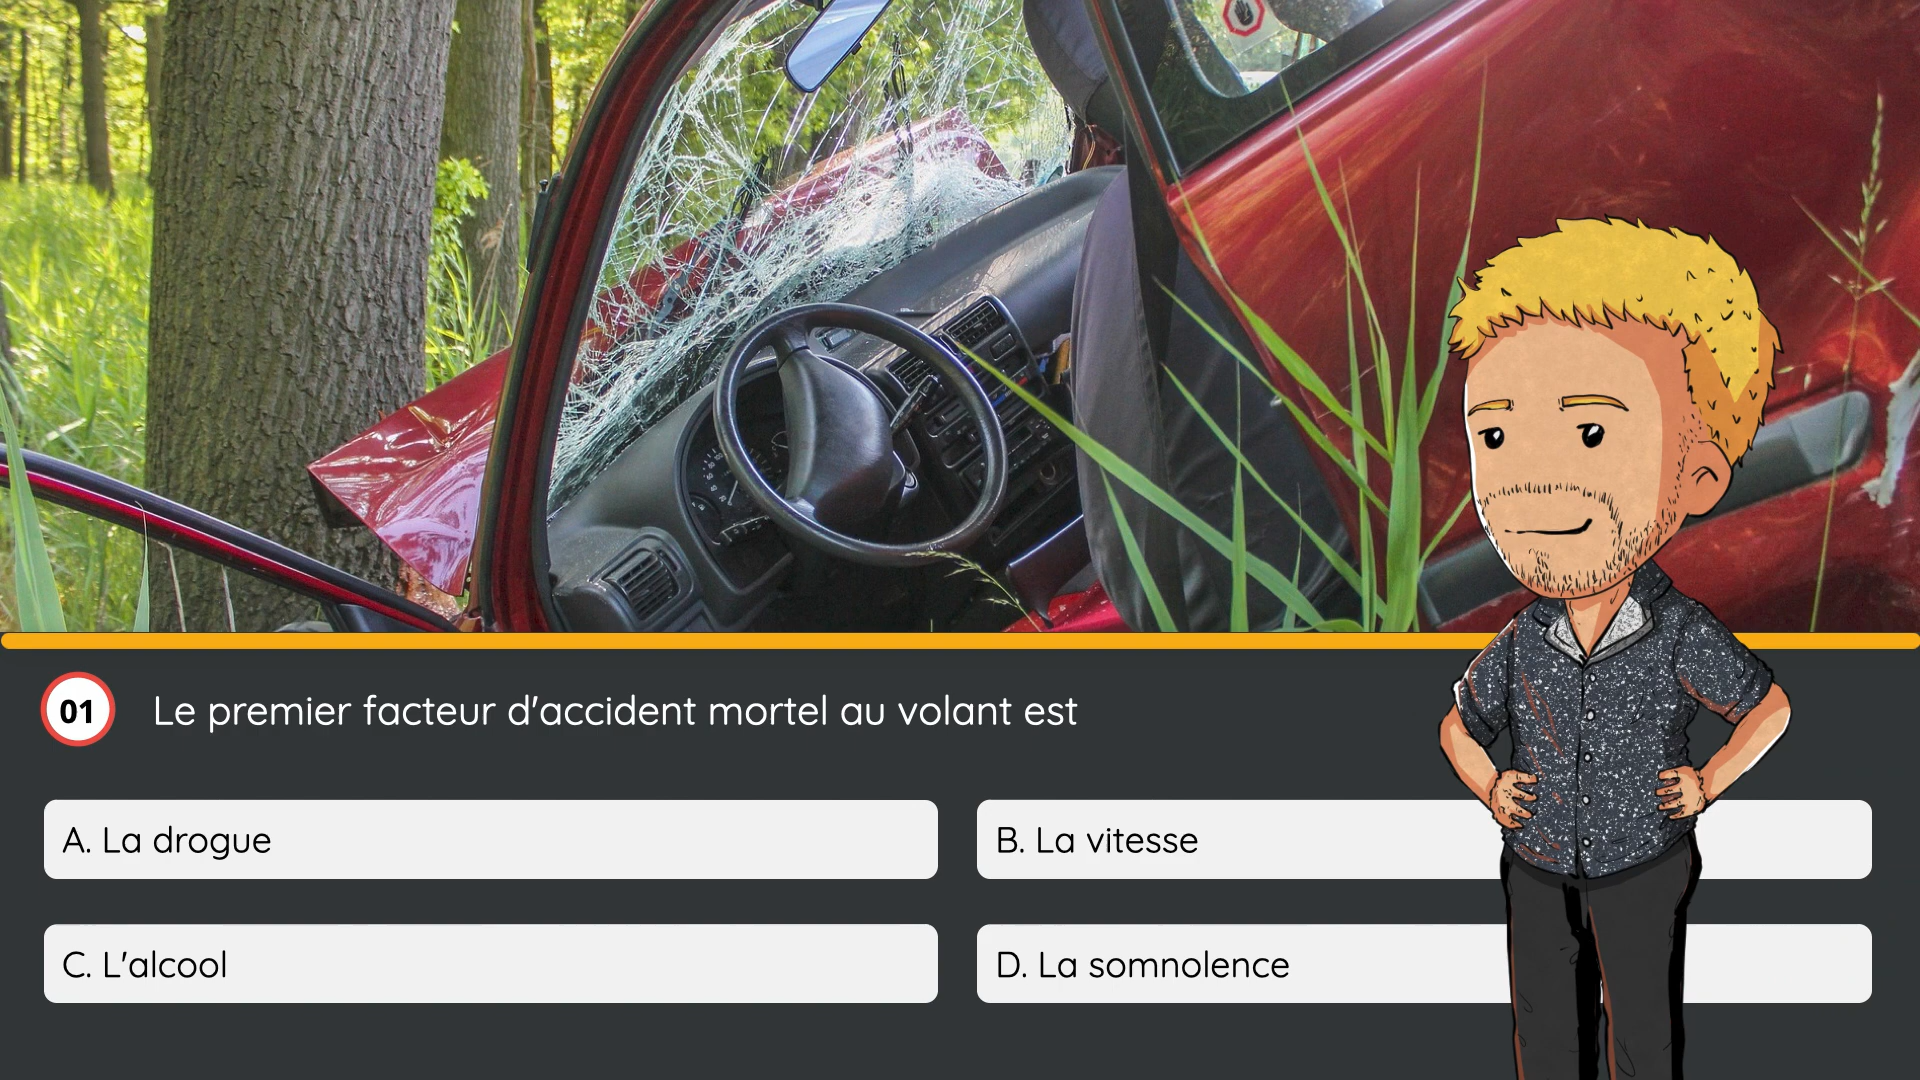 01
Le premier facteur d'accident mortel au volant est
A. La drogue
B. La vitesse
C. L'alcool
D. La somnolence